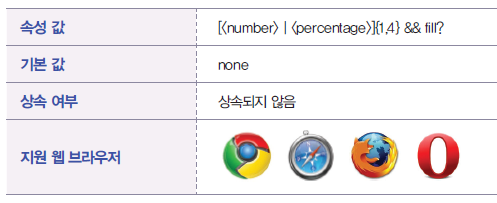 속성 값 [<number> | <percentage>]{1,4} && fill?
기본 값 none
상속 여부 상속되지 않음
지원 웹 브라우저